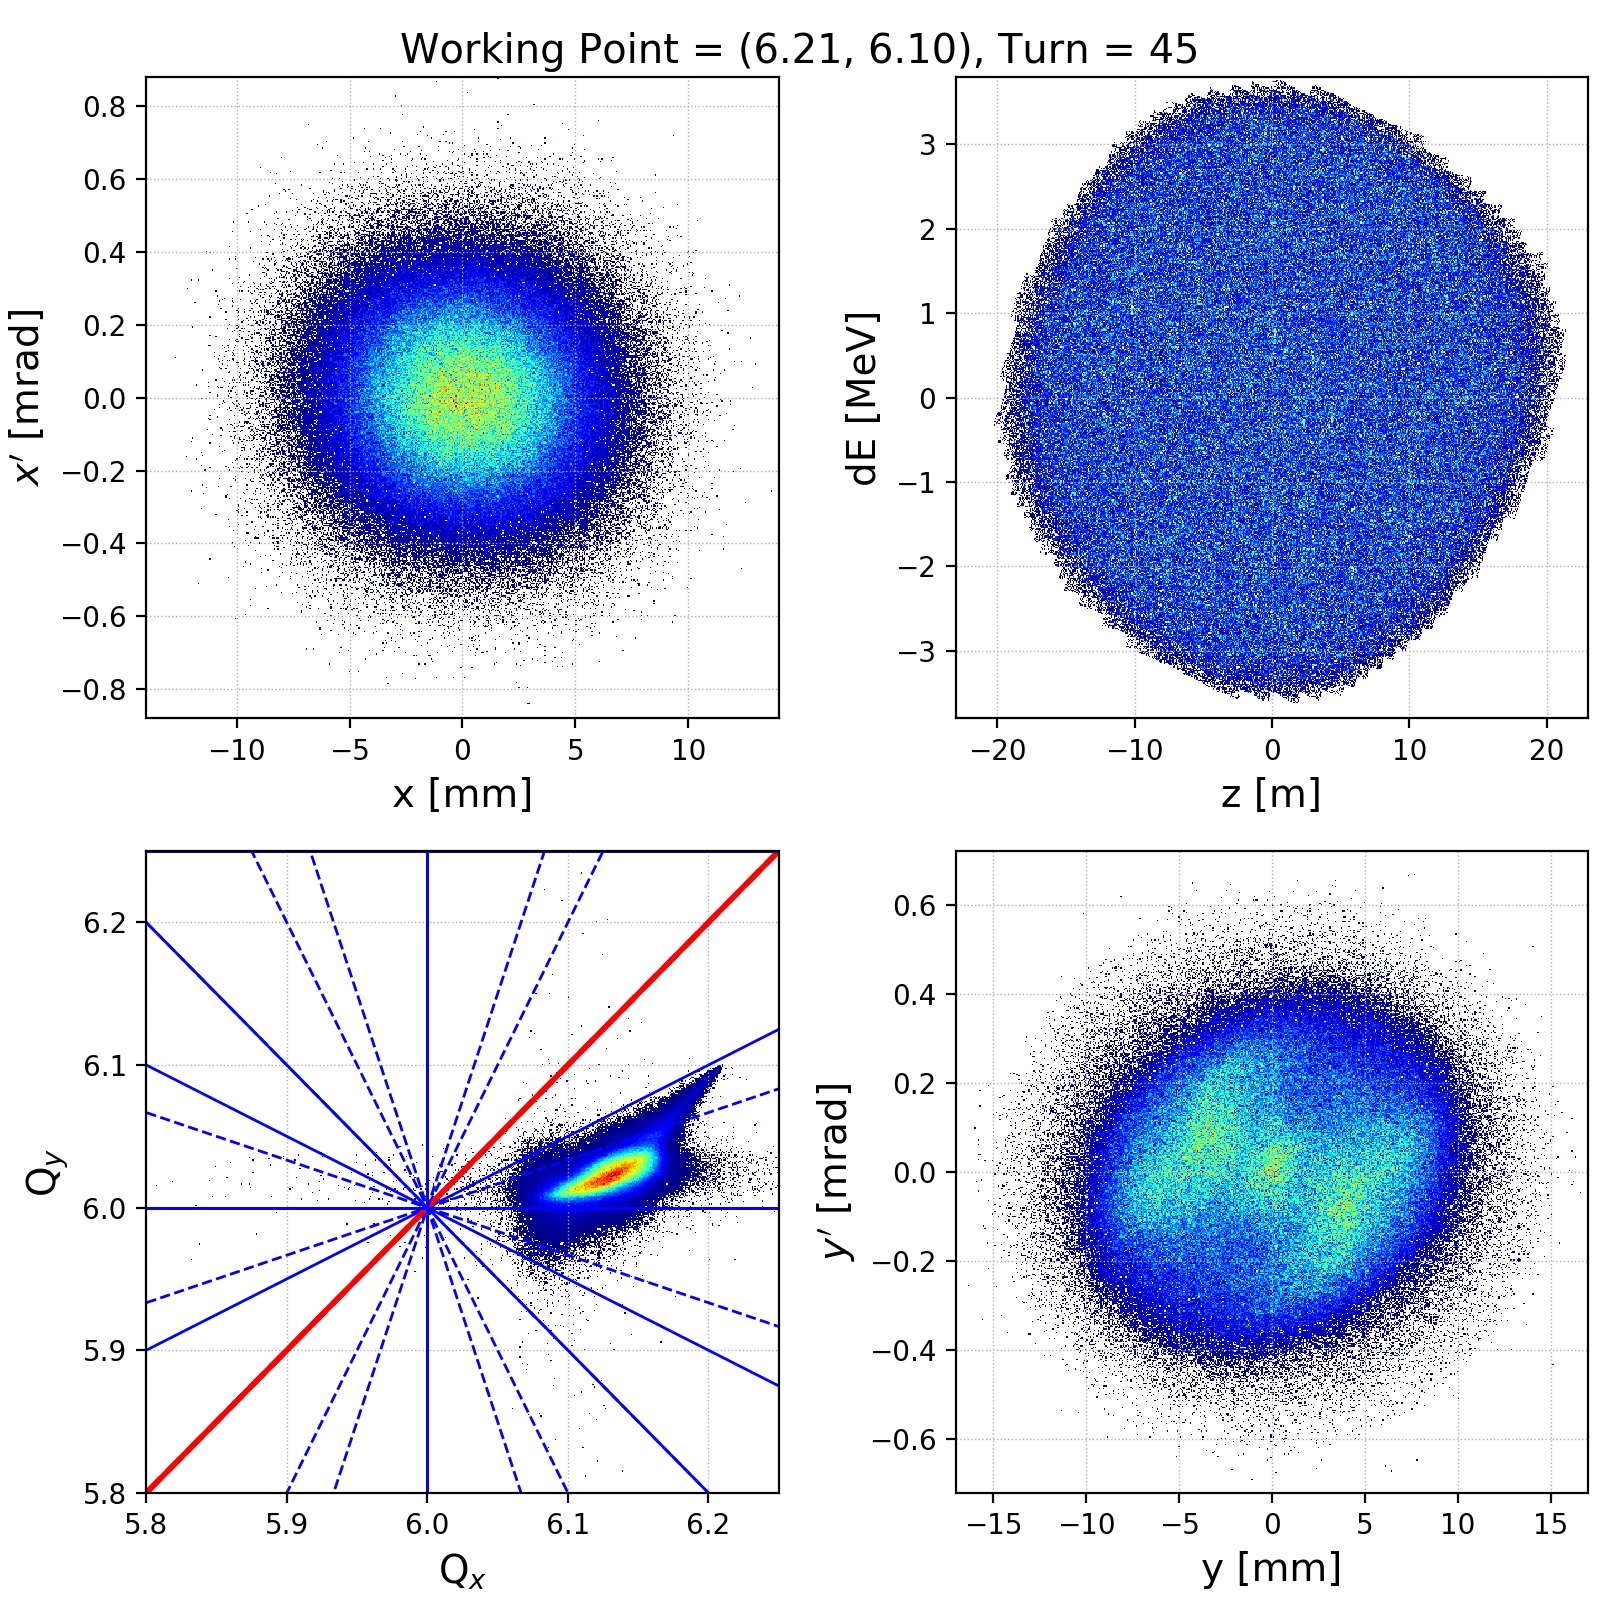 Working Point = (6.21, 6.10), Turn = 45
0.8
0.6
0.4
0.2
0.0
−0.2
−0.4
−0.6
−0.8
x′ [mrad]
−10 −5 0 5 10
x [mm]
3
2
1
0
−1
−2
−3
dE [MeV]
−20 −10 0 10 20
z [m]
6.2
6.1
6.0
5.9
5.8
Qy
5.8 5.9 6.0 6.1 6.2
Qx
0.6
0.4
0.2
0.0
−0.2
−0.4
−0.6
y′ [mrad]
−15 −10 −5 0 5 10 15
y [mm]